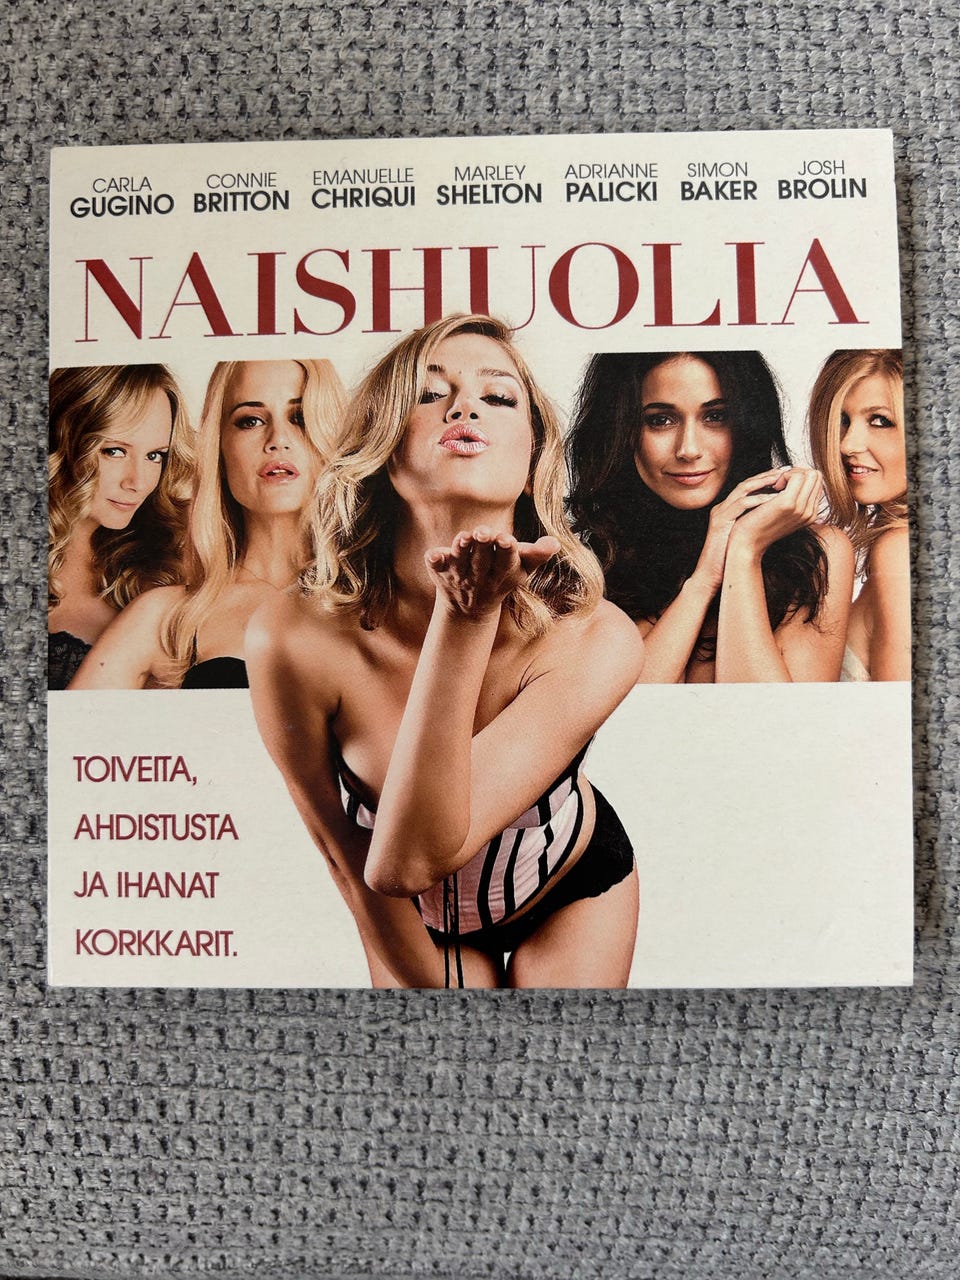 CARLA GUGINO
CONNIE BRITTON
EMANUELLE CHRIQUI
MARLEY SHELTON
ADRIANNE PALICKI
SIMON BAKER
JOSH BROLIN
NAISHUOLIA
TOIVEITA,
AHDISTUSTA
JA IHANAT
KORKKARIT.